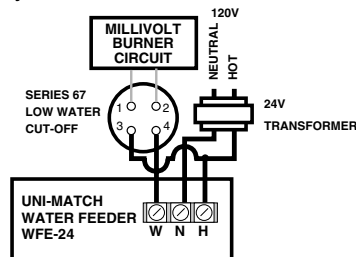 120V
MILLIVOLT
BURNER
CIRCUIT
NEUTRAL
HOT
SERIES 67
LOW WATER
CUT-OFF
1 2
3 4
24V
TRANSFORMER
UNI-MATCH
WATER FEEDER
WFE-24
W N H